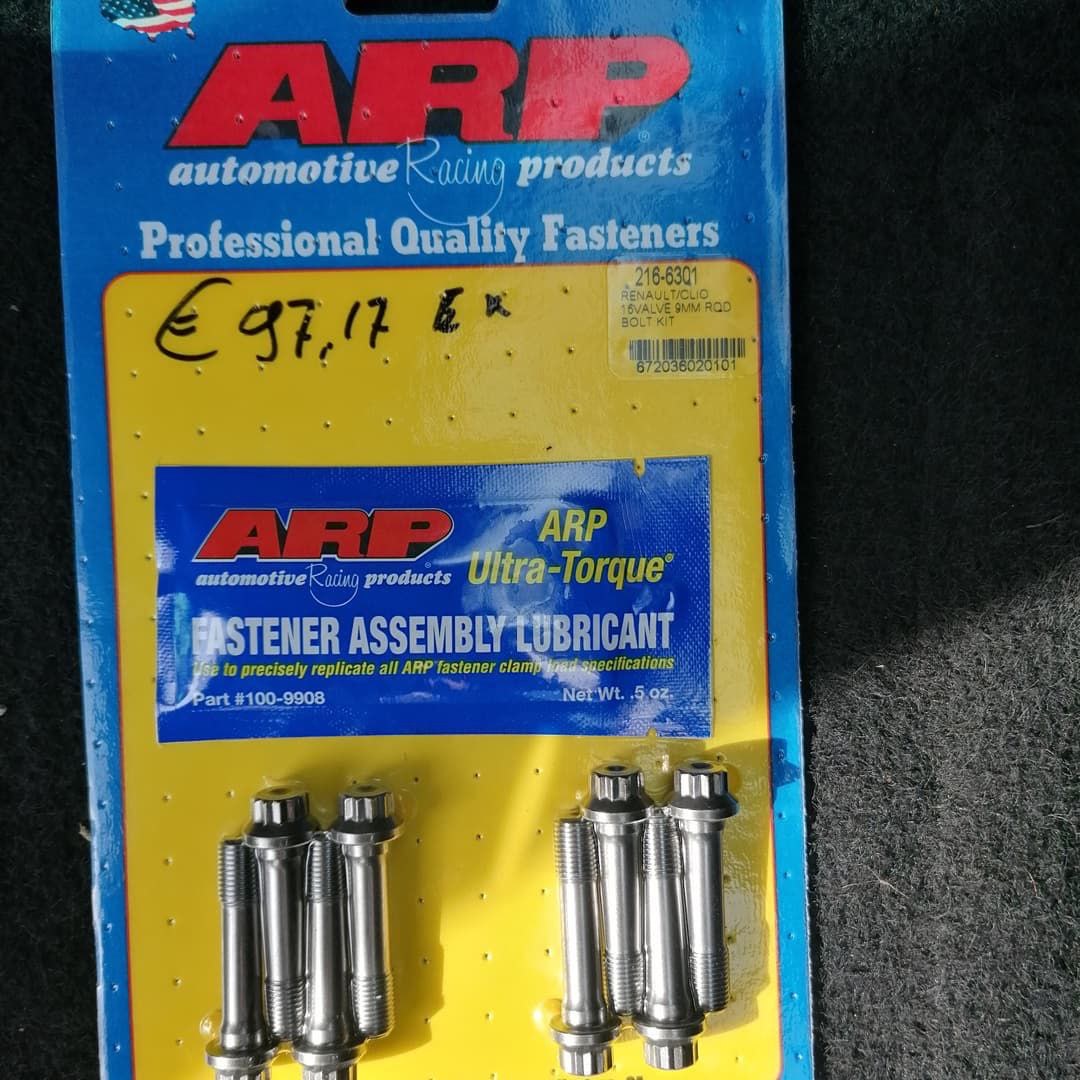 ARP®
automotive Racing products
Professional Quality Fasteners
€ 97,17 Ex
216-6301
RENAULT/CLIO
16VALVE 9MM RQD
BOLT KIT
672036020101
ARP
automotive Racing products®
ARP
Ultra-Torque®
FASTENER ASSEMBLY LUBRICANT
Use to precisely replicate all ARP fastener clamp load specifications
Part #100-9908
Net Wt. .5 oz.